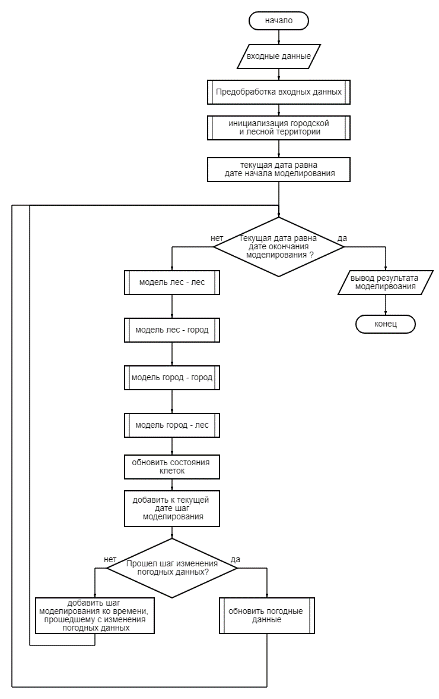 начало
входные данные
Предобработка входных данных
инициализация городской
и лесной территории
текущая дата равна
дате начала моделирования
нет
Текущая дата равна
дате окончания
моделирования ?
да
модель лес - лес
вывод результата
моделирвоания
модель лес - город
конец
модель город - город
модель город - лес
обновить состояния
клеток
добавить к текущей
дате шаг
моделирования
нет
Прошел шаг изменения
погодных данных?
да
добавить шаг
моделирования ко времени,
прошедшему с изменения
погодных данных
обновить погодные
данные